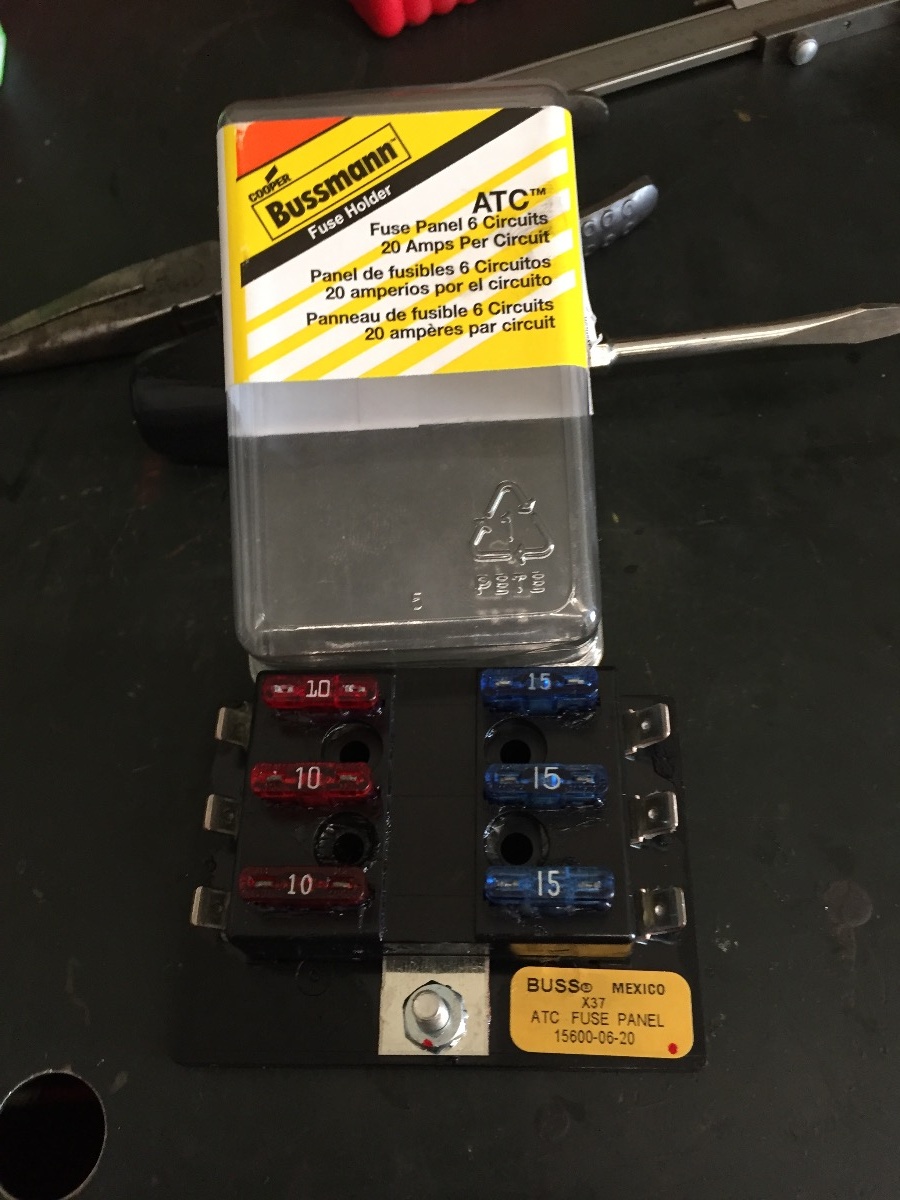 COOPER
Bussmann™
Fuse Holder
ATC™
Fuse Panel 6 Circuits
20 Amps Per Circuit
Panel de fusibles 6 Circuitos
20 amperios por el circuito
Panneau de fusible 6 Circuits
20 ampères par circuit
1
PETE
10
15
10
15
10
15
BUSS® MEXICO
X37
ATC FUSE PANEL
15600-06-20